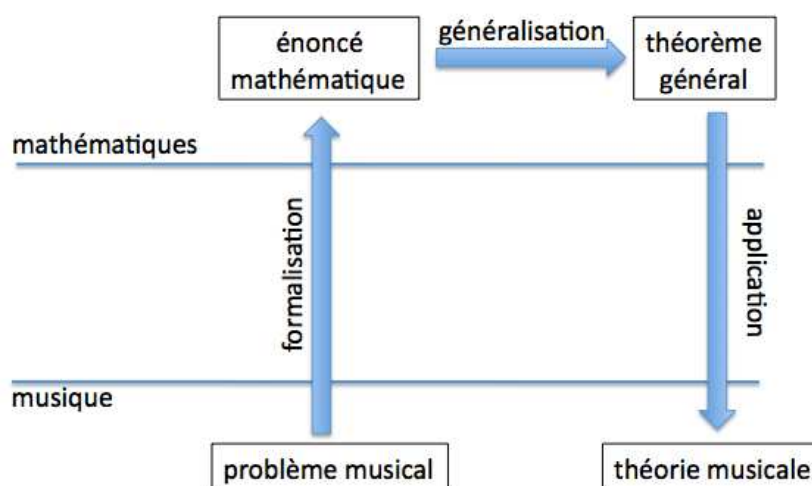 énoncé
mathématique
généralisation
théorème
général
mathématiques
formalisation
application
musique
problème musical
théorie musicale